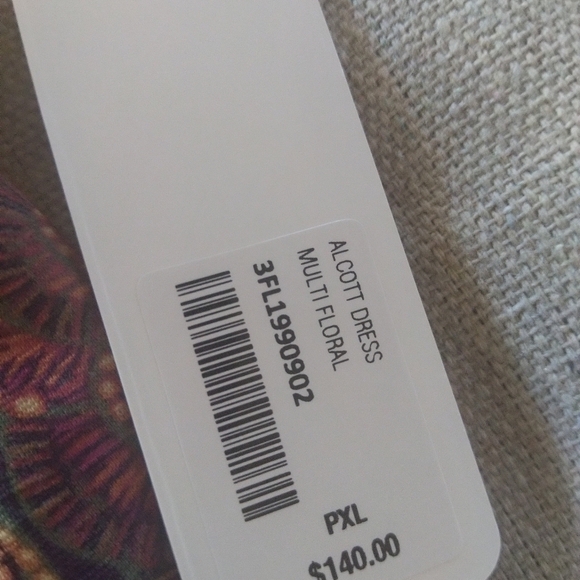 ALCOTT DRESS
MULTI FLORAL
3FL1990902
PXL
$140.00